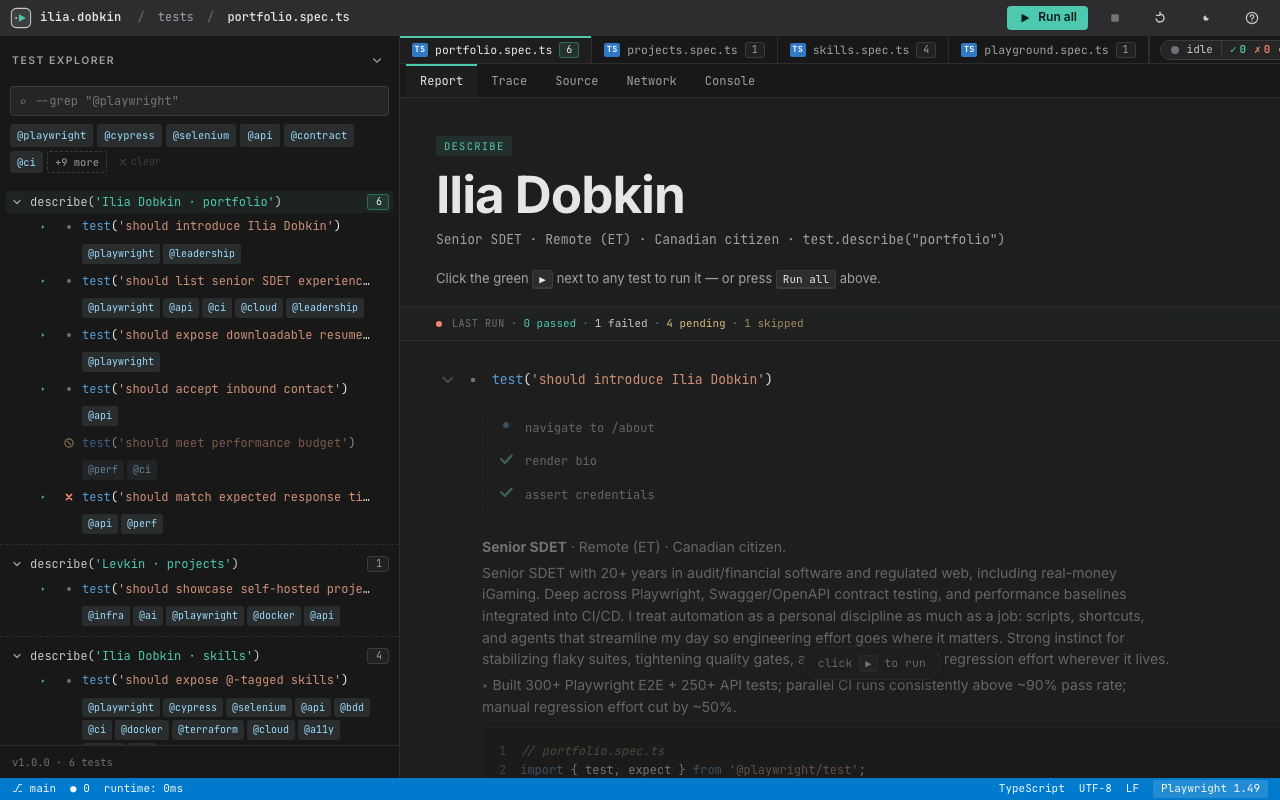 ilia.dobkin / tests / portfolio.spec.ts
Run all
TEST EXPLORER
--grep "@playwright"
@playwright @cypress @selenium @api @contract
@ci +9 more × clear
describe('Ilia Dobkin · portfolio') 6
test('should introduce Ilia Dobkin')
@playwright @leadership
test('should list senior SDET experienc…
@playwright @api @ci @cloud @leadership
test('should expose downloadable resume…
@playwright
test('should accept inbound contact')
@api
test('should meet performance budget')
@perf @ci
test('should match expected response ti…
@api @perf
describe('Levkin · projects') 1
test('should showcase self-hosted proje…
@infra @ai @playwright @docker @api
describe('Ilia Dobkin · skills') 4
test('should expose @-tagged skills')
@playwright @cypress @selenium @api @bdd
@ci @docker @terraform @cloud @a11y
v1.0.0 · 6 tests
TS portfolio.spec.ts 6 TS projects.spec.ts 1 TS skills.spec.ts 4 TS playground.spec.ts 1 idle ✓0 ✗0
Report Trace Source Network Console
DESCRIBE
Ilia Dobkin
Senior SDET · Remote (ET) · Canadian citizen · test.describe("portfolio")
Click the green ▶ next to any test to run it — or press Run all above.
LAST RUN · 0 passed · 1 failed · 4 pending · 1 skipped
test('should introduce Ilia Dobkin')
navigate to /about
render bio
assert credentials
Senior SDET · Remote (ET) · Canadian citizen.
Senior SDET with 20+ years in audit/financial software and regulated web, including real-money
iGaming. Deep across Playwright, Swagger/OpenAPI contract testing, and performance baselines
integrated into CI/CD. I treat automation as a personal discipline as much as a job: scripts, shortcuts,
and agents that streamline my day so engineering effort goes where it matters. Strong instinct for
stabilizing flaky suites, tightening quality gates, regression effort wherever it lives.
click ▶ to run
▸ Built 300+ Playwright E2E + 250+ API tests; parallel CI runs consistently above ~90% pass rate;
manual regression effort cut by ~50%.
1 // portfolio.spec.ts
2 import { test, expect } from '@playwright/test';
main ● 0 runtime: 0ms
TypeScript UTF-8 LF Playwright 1.49